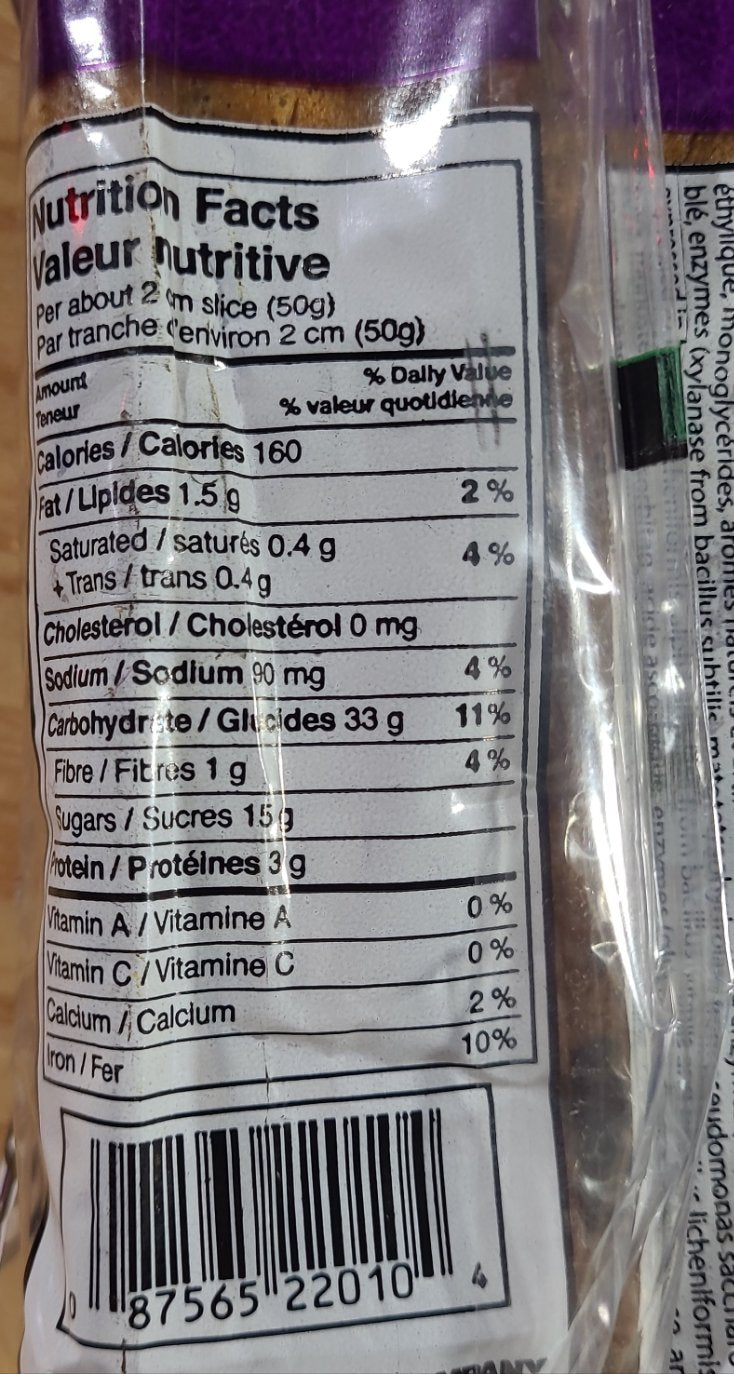 Nutrition Facts
Valeur nutritive
Per about 2 cm slice (50g)
Par tranche d'environ 2 cm (50g)
Amount
Teneur
% Daily Value
% valeur quotidienne
Calories / Calories 160
Fat / Lipides 1.5 g 2 %
Saturated / saturés 0.4 g
+ Trans / trans 0.4 g
4 %
Cholesterol / Cholestérol 0 mg
Sodium / Sodium 90 mg 4 %
Carbohydrate / Glucides 33 g 11 %
Fibre / Fibres 1 g 4 %
Sugars / Sucres 15 g
Protein / Protéines 3 g
Vitamin A / Vitamine A 0 %
Vitamin C / Vitamine C 0 %
Calcium / Calcium 2 %
Iron / Fer 10%
0 87565 22010 4
éthylique, monoglycérides, arômes
blé, enzymes (xylanase from bacillus subtilis
licheniformis